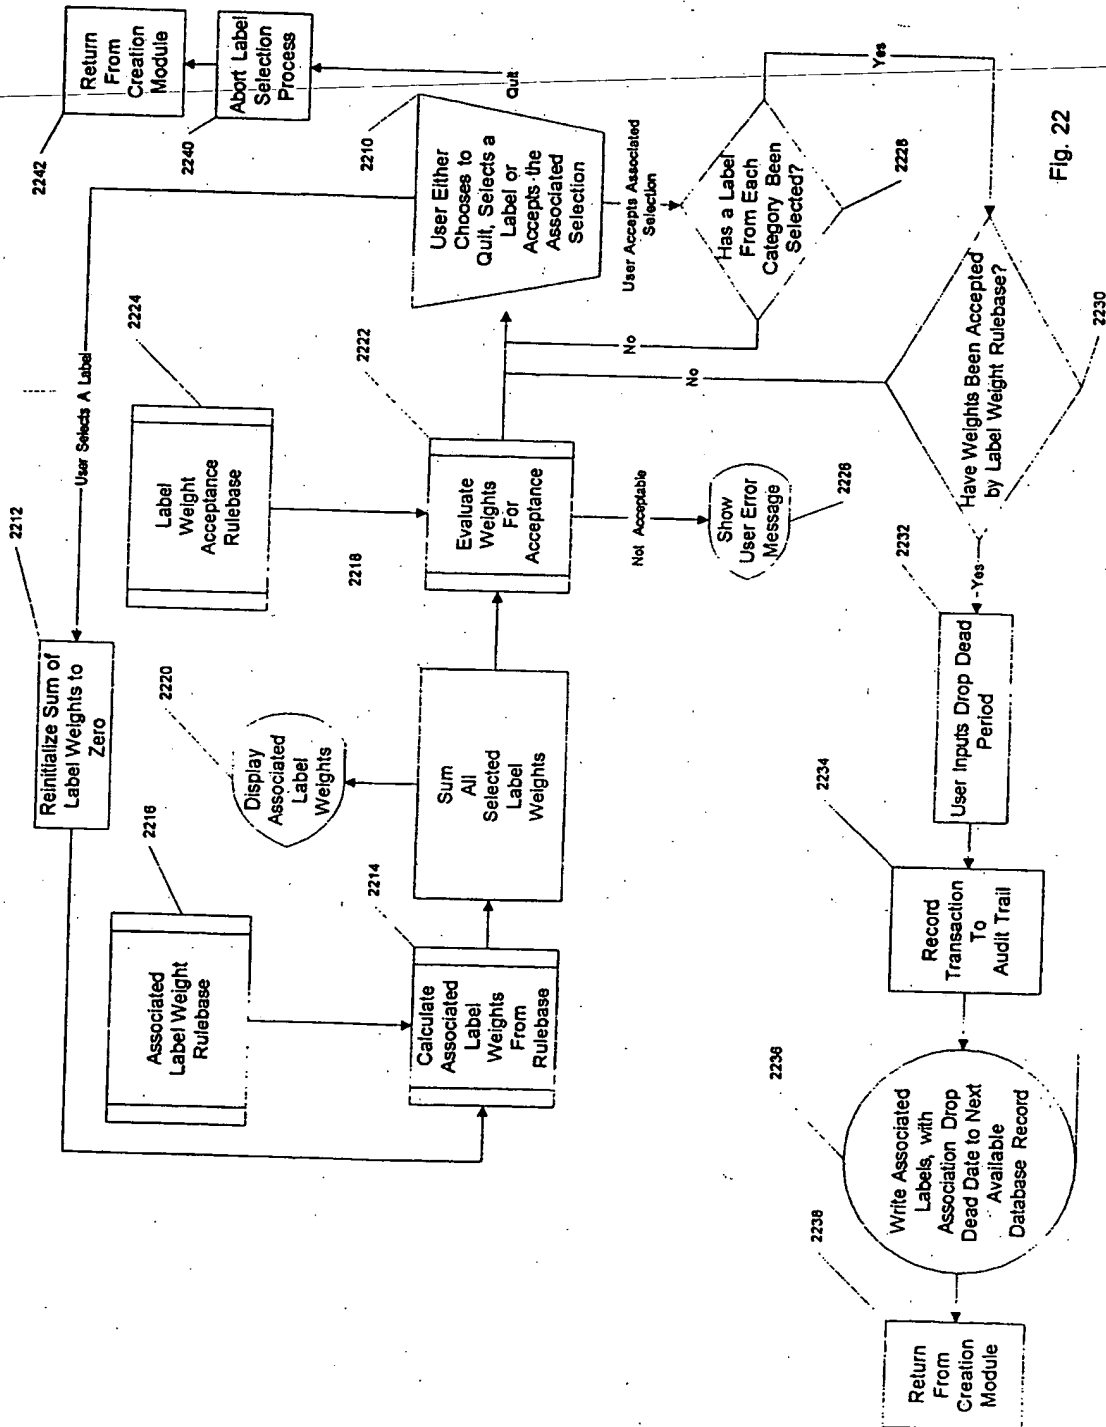 2242
Return
From
Creation
Module
2240
Abort Label
Selection
Process
Quit
2210
User Either
Chooses to
Quit, Selects a
Label or
Accepts the
Associated
Selection
User Selects A Label
2212
Reinitialize Sum of
Label Weights to
Zero
2216
Associated
Label Weight
Rulebase
2214
Calculate
Associated
Label
Weights
From
Rulebase
2220
Display
Associated
Label
Weights
Sum
All
Selected
Label
Weights
2218
2224
Label
Weight
Acceptance
Rulebase
2222
Evaluate
Weights
For
Acceptance
Not Acceptable
Show
User Error
Message
2226
User Accepts Associated
Selection
Has a Label
From Each
Category Been
Selected?
2228
No
Yes
Have Weights Been Accepted
by Label Weight Rulebase?
2230
No
Yes
2232
User Inputs Drop Dead
Period
2234
Record
Transaction
To
Audit Trail
2236
Write Associated
Labels, with
Association Drop
Dead Date to Next
Available
Database Record
2238
Return
From
Creation
Module
Fig. 22